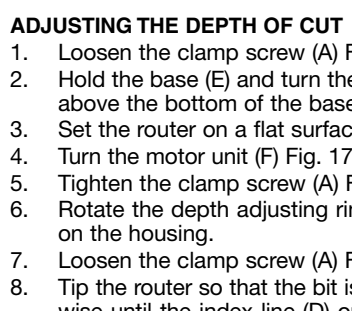 ADJUSTING THE DEPTH OF CUT
1. Loosen the clamp screw (A)
2. Hold the base (E) and turn the
above the bottom of the base
3. Set the router on a flat
4. Turn the motor unit (F) Fig. 17
5. Tighten the clamp screw (A)
6. Rotate the depth adjusting
on the housing.
7. Loosen the clamp screw (A)
8. Tip the router so that the bit is
wise until the index line (D)